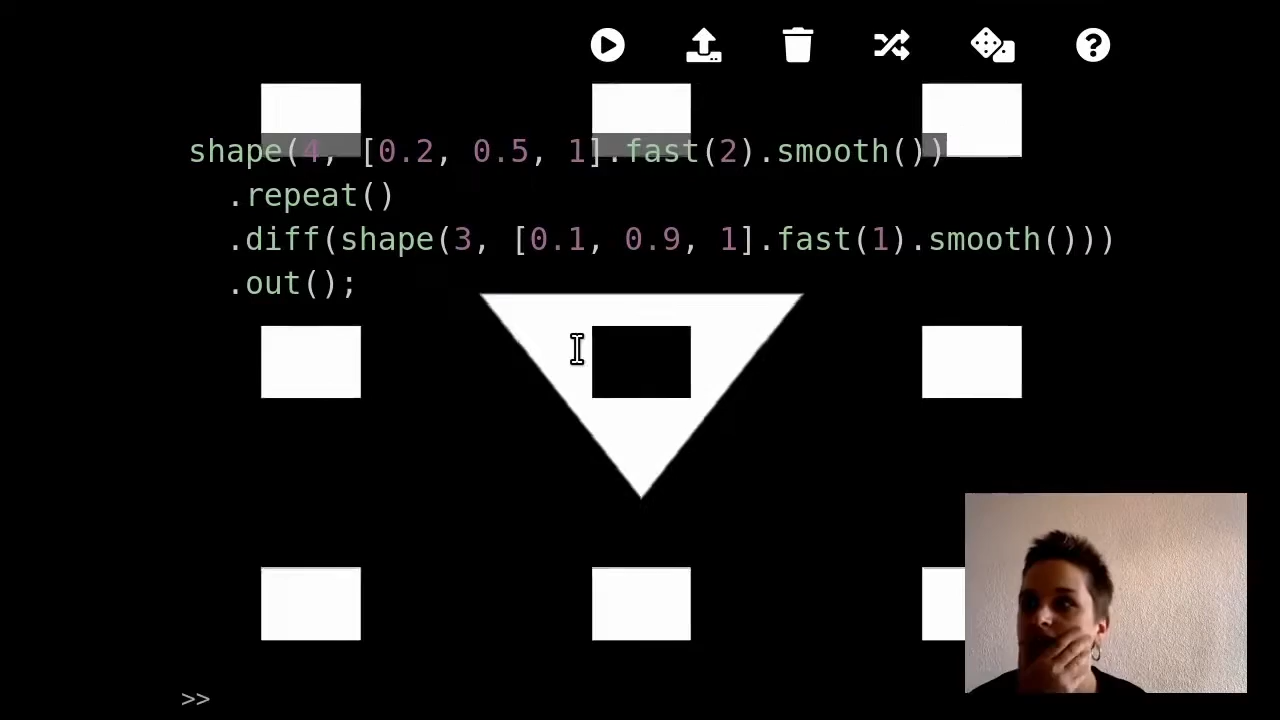 shape(4, [0.2, 0.5, 1].fast(2).smooth())
.repeat()
.diff(shape(3, [0.1, 0.9, 1].fast(1).smooth()))
.out();
>>